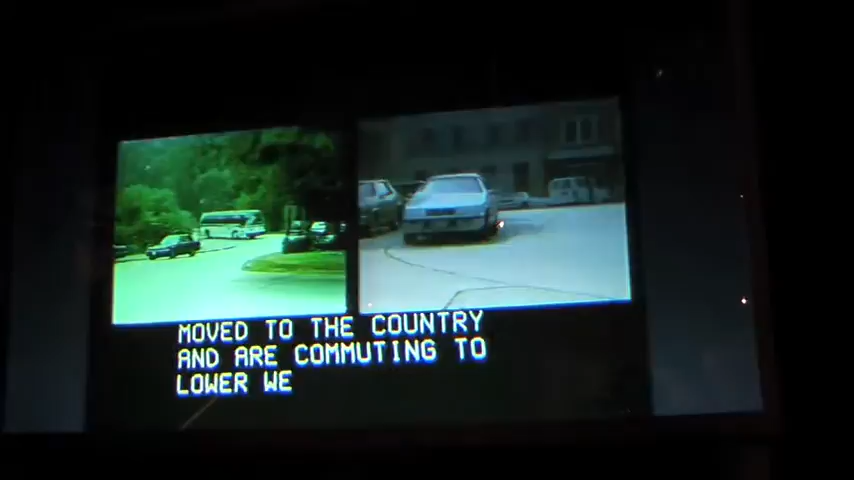 MOVED TO THE COUNTRY
AND ARE COMMUTING TO
LOWER WE